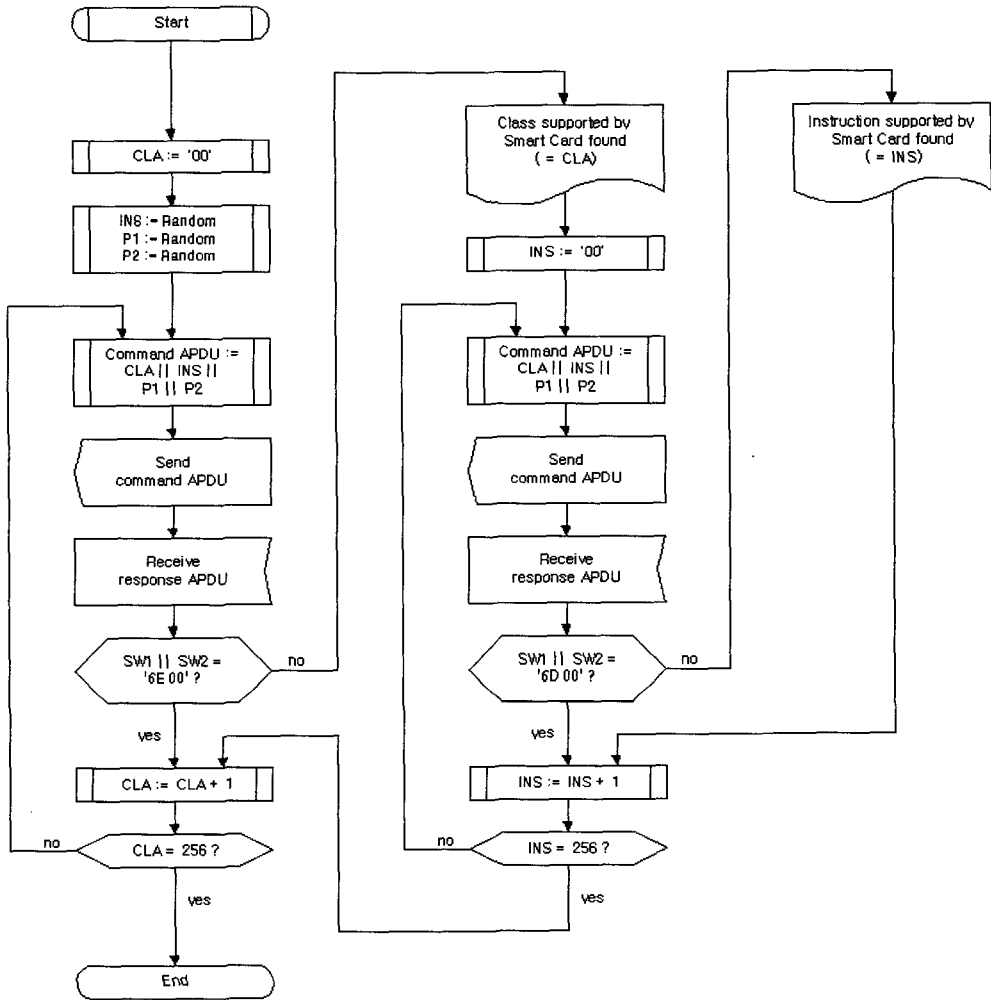 Start
CLA := '00'
INS := Random
P1 := Random
P2 := Random
Command APDU :=
CLA || INS ||
P1 || P2
Send
command APDU
Receive
response APDU
SW1 || SW2 =
'6E 00' ?
no
yes
CLA := CLA + 1
no
CLA = 256 ?
yes
End
Class supported by
Smart Card found
( = CLA)
INS := '00'
Command APDU :=
CLA || INS ||
P1 || P2
Send
command APDU
Receive
response APDU
SW1 || SW2 =
'6D 00' ?
no
yes
INS := INS + 1
no
INS = 256 ?
yes
Instruction supported by
Smart Card found
( = INS)